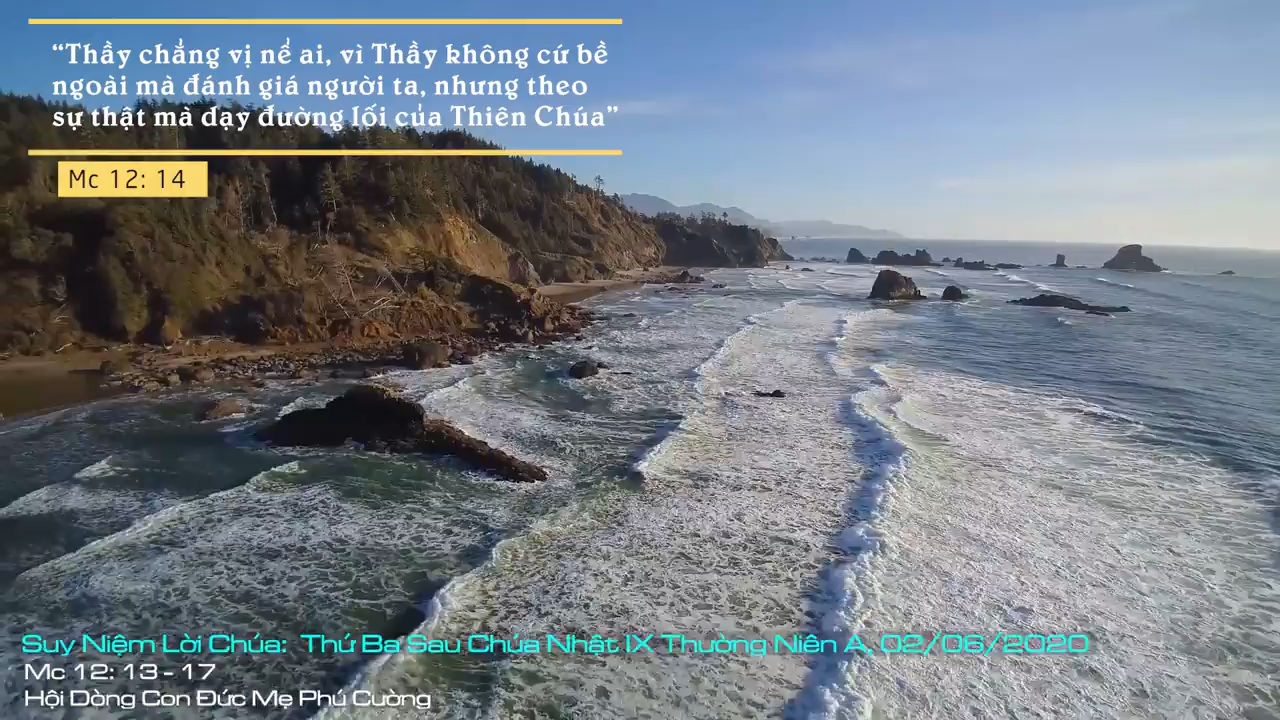 “Thầy chẳng vị nể ai, vì Thầy không cứ bề
ngoài mà đánh giá người ta, nhưng theo
sự thật mà dạy đường lối của Thiên Chúa”
Mc 12: 14
Suy Niệm Lời Chúa: Thứ Ba Sau Chúa Nhật IX Thường Niên A, 02/06/2020
Mc 12: 13 - 17
Hội Dòng Con Đức Mẹ Phú Cường